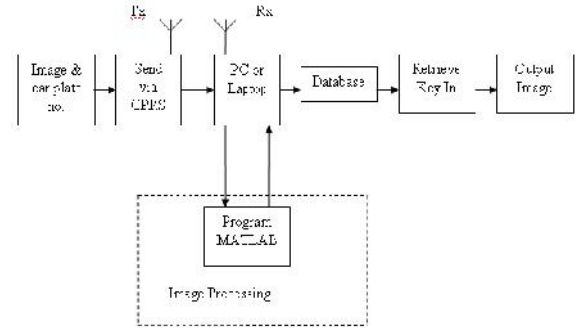 Tx
Rx
Image &
car plate
no.
Send
via
GPRS
PC or
Laptop
Database
Retrieve
Key In
Output
Image
Program
MATLAB
Image Processing